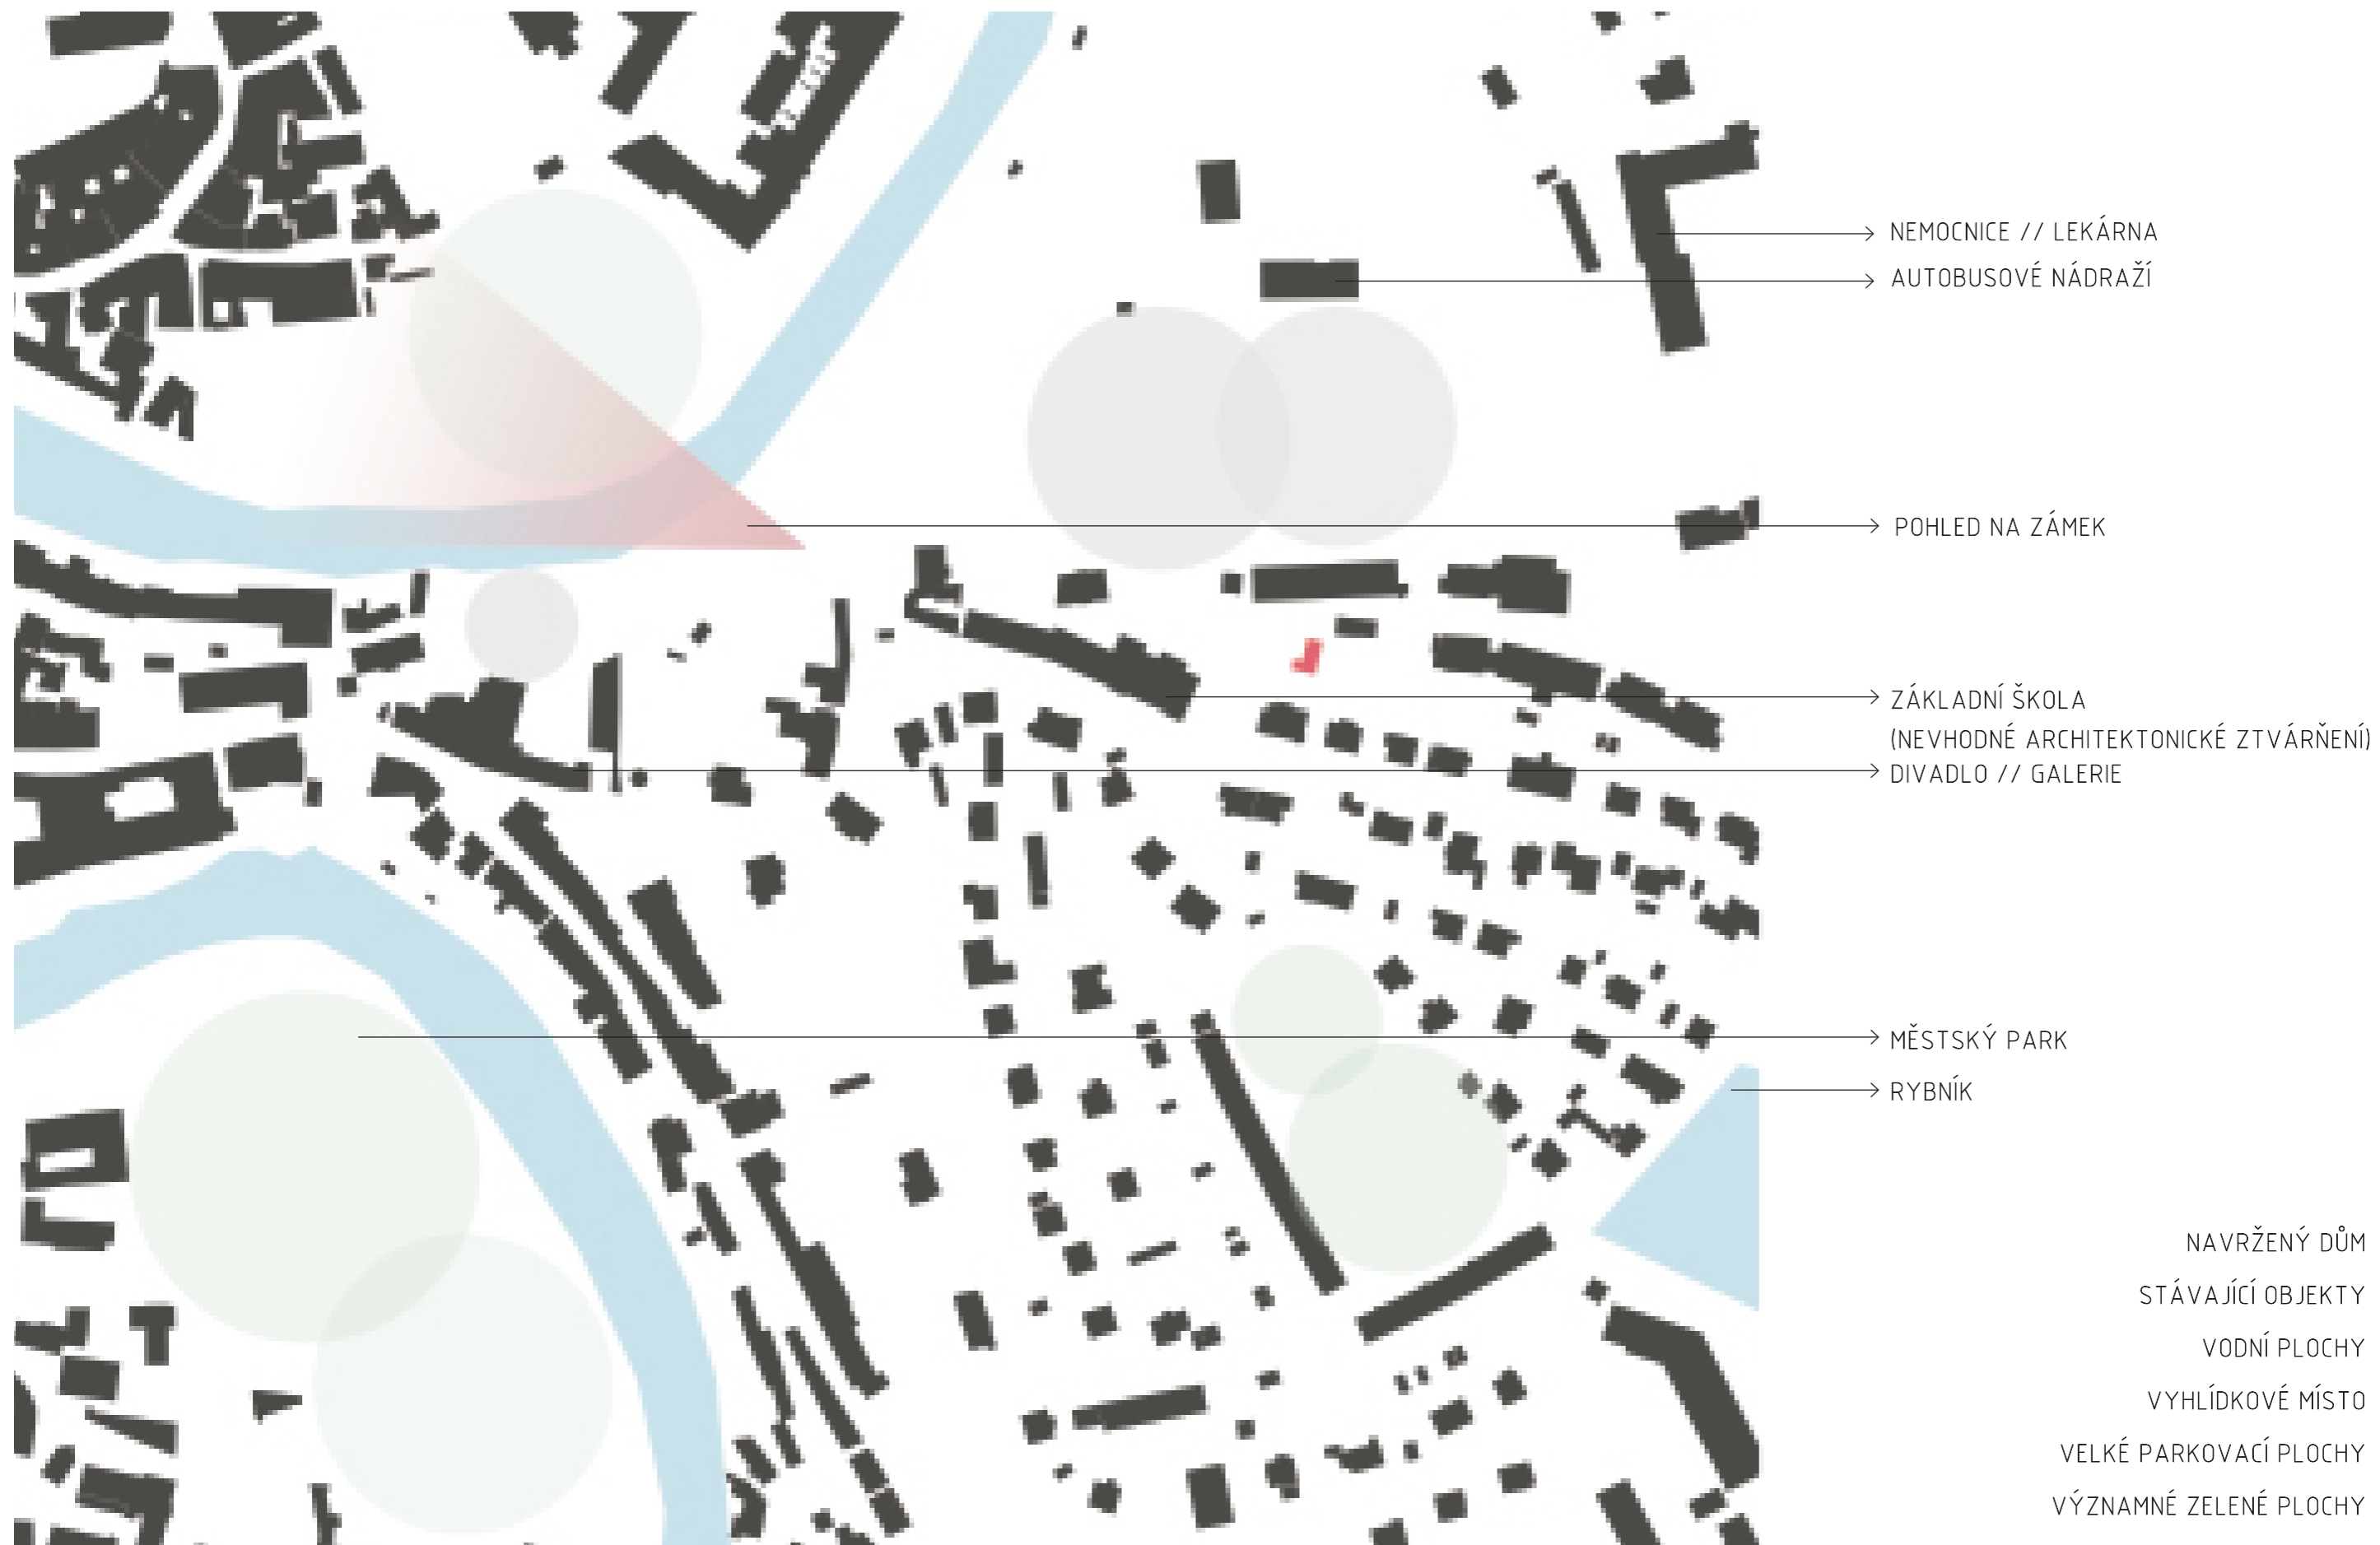 NEMOCNICE // LEKÁRNA
AUTOBUSOVÉ NÁDRAŽÍ
POHLED NA ZÁMEK
ZÁKLADNÍ ŠKOLA
(NEVHODNÉ ARCHITEKTONICKÉ ZTVÁRŇENÍ)
DIVADLO // GALERIE
MĚSTSKÝ PARK
RYBNÍK
NAVRŽENÝ DŮM
STÁVAJÍCÍ OBJEKTY
VODNÍ PLOCHY
VYHLÍDKOVÉ MÍSTO
VELKÉ PARKOVACÍ PLOCHY
VÝZNAMNÉ ZELENÉ PLOCHY